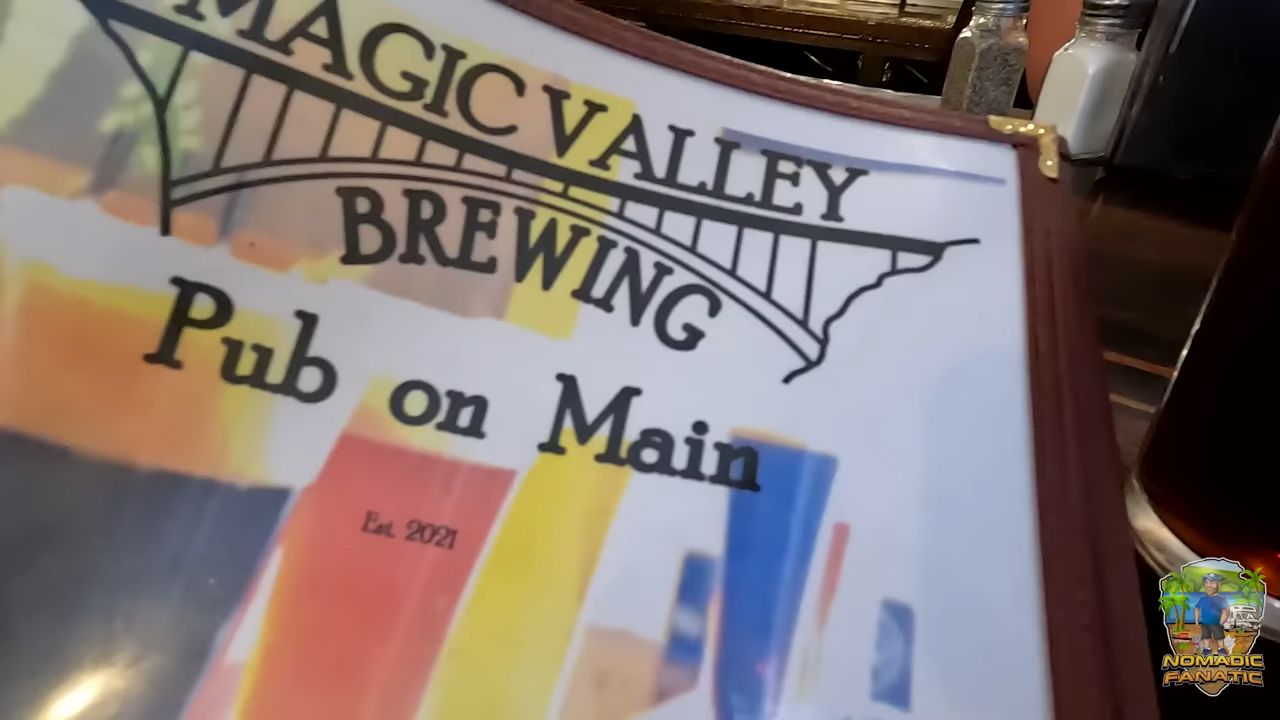 MAGIC VALLEY
BREWING
Pub on Main
Est. 2021
NOMADIC
FANATIC